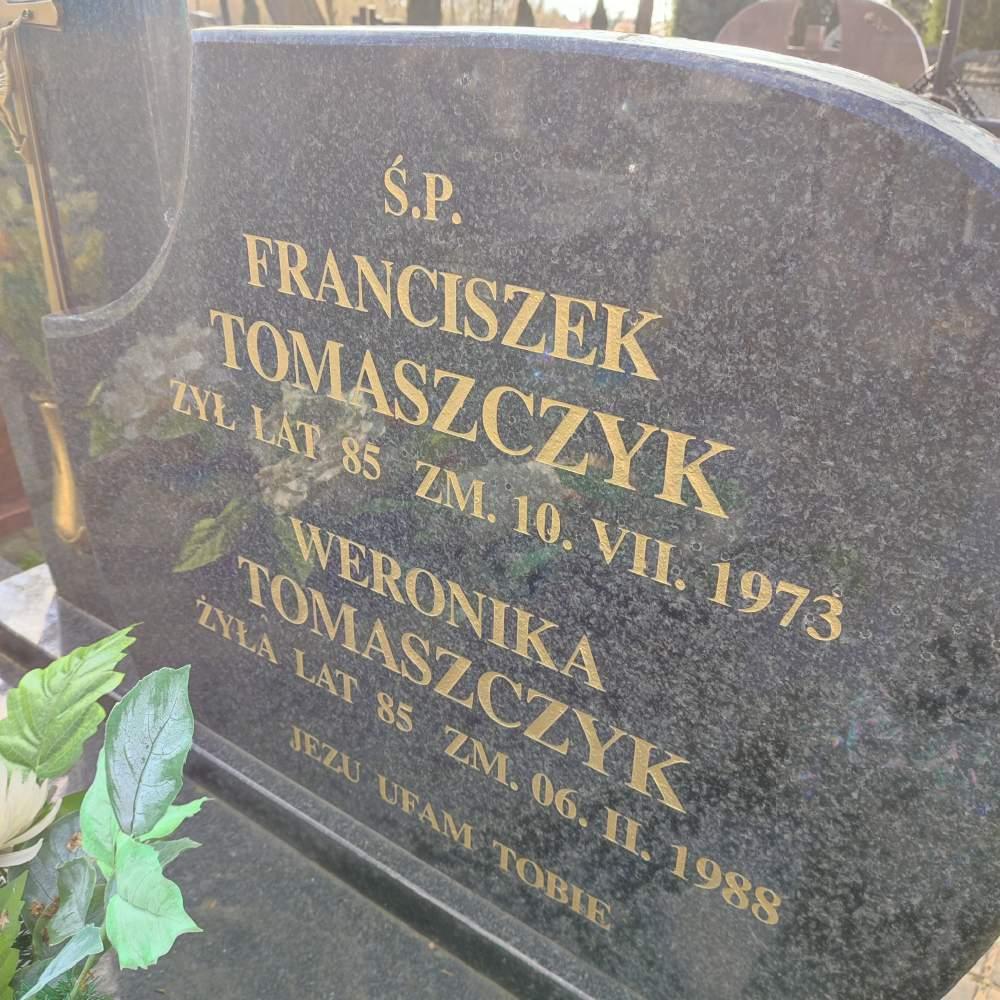 Ś.P.
FRANCISZEK
TOMASZCZYK
ŻYŁ LAT 85 ZM. 10. VII. 1973
WERONIKA
TOMASZCZYK
ŻYŁA LAT 85 ZM. 06. II. 1988
JEZU UFAM TOBIE